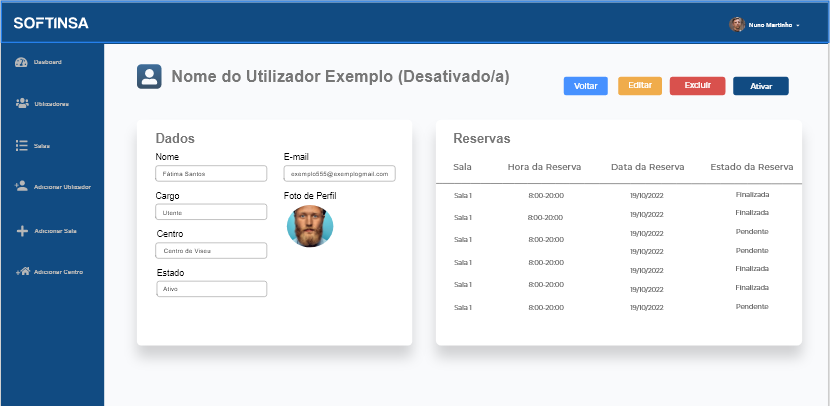 SOFTINSA
Nuno Martinho
Dasboard
Utilizadores
Salas
Adicionar Utilizador
Adicionar Sala
Adicionar Centro
Nome do Utilizador Exemplo (Desativado/a)
Voltar
Editar
Excluir
Ativar
Dados
Nome
Fátima Santos
E-mail
exemplo555@exemplogmail.com
Cargo
Utente
Foto de Perfil
Centro
Centro de Viseu
Estado
Ativo
Reservas
Sala Hora da Reserva Data da Reserva Estado da Reserva
Sala 1 8:00-20:00 19/10/2022 Finalizada
Sala 1 8:00-20:00 19/10/2022 Finalizada
Sala 1 8:00-20:00 19/10/2022 Pendente
19/10/2022 Pendente
Sala 1 8:00-20:00 19/10/2022 Finalizada
Sala 1 8:00-20:00 19/10/2022 Finalizada
Sala 1 8:00-20:00 19/10/2022 Pendente